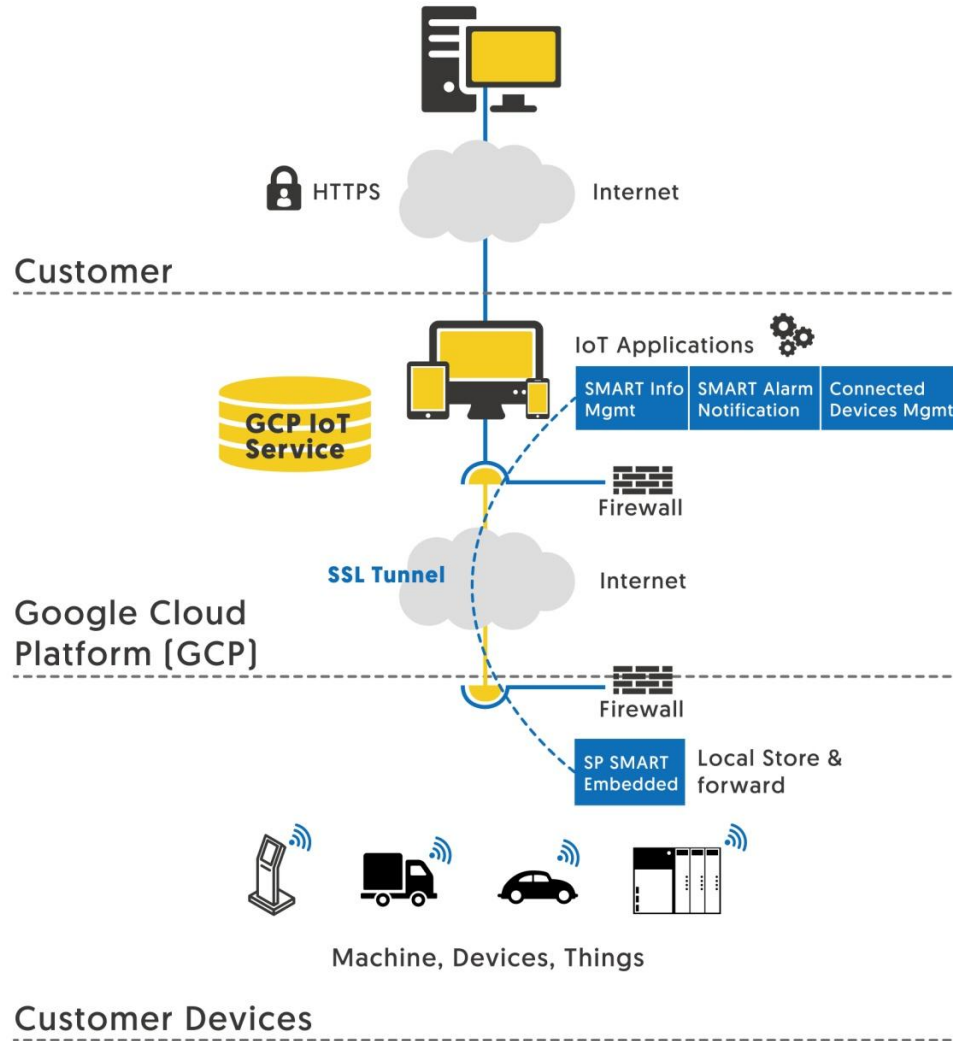 HTTPS
Internet
Customer
IoT Applications
SMART Info
Mgmt
SMART Alarm
Notification
Connected
Devices Mgmt
GCP IoT
Service
Firewall
SSL Tunnel
Internet
Google Cloud
Platform (GCP)
Firewall
SP SMART
Embedded
Local Store &
forward
Machine, Devices, Things
Customer Devices